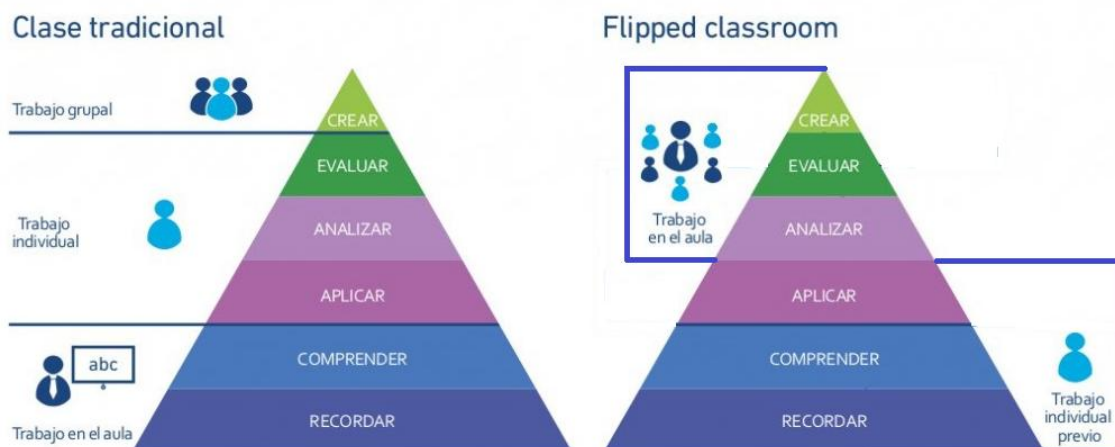 Clase tradicional
Trabajo grupal
Trabajo
individual
abc
Trabajo en el aula
CREAR
EVALUAR
ANALIZAR
APLICAR
COMPRENDER
RECORDAR
Flipped classroom
Trabajo
en el aula
CREAR
EVALUAR
ANALIZAR
APLICAR
COMPRENDER
RECORDAR
Trabajo
individual
previo